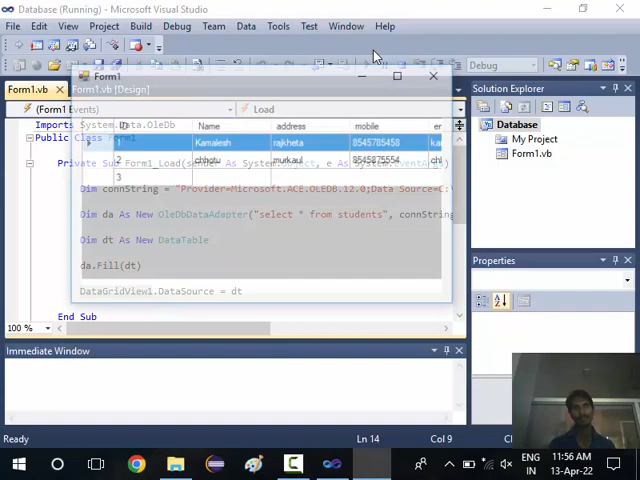 Database (Running) - Microsoft Visual Studio
File Edit View Project Build Debug Team Data Tools Test Window Help
Debug
Form1.vb
Form1.vb [Design]
Form1
(Form1 Events)
Load
Imports System.Data.OleDb
Public Class Form1
Private Sub Form1_Load(sender As System.Object, e As System.EventArgs)
Dim connString = "Provider=Microsoft.ACE.OLEDB.12.0;Data Source=C:
Dim da As New OleDbDataAdapter("select * from students", connString
Dim dt As New DataTable
da.Fill(dt)
DataGridView1.DataSource = dt
End Sub
ID Name address mobile
1 Kamalesh rajkheta 8545785458
2 chhotu murkaul 8545875554
3
100 %
Solution Explorer
Database
My Project
Form1.vb
Properties
Immediate Window
Ready Ln 14 Col 9
ENG
IN
11:56 AM
13-Apr-22